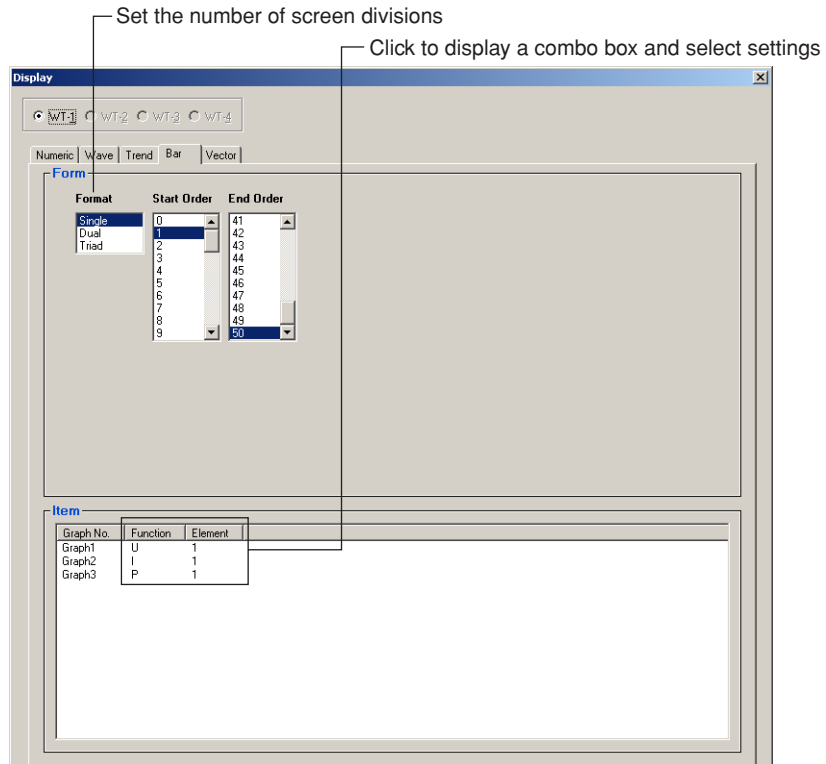 Set the number of screen divisions
Click to display a combo box and select settings
Display
WT-1 WT-2 WT-3 WT-4
Numeric Wave Trend Bar Vector
Form
Format Start Order End Order
Single 0 41
Dual 1 42
Triad 2 43
3 44
4 45
5 46
6 47
7 48
8 49
9 50
Item
Graph No. Function Element
Graph1 U 1
Graph2 I 1
Graph3 P 1